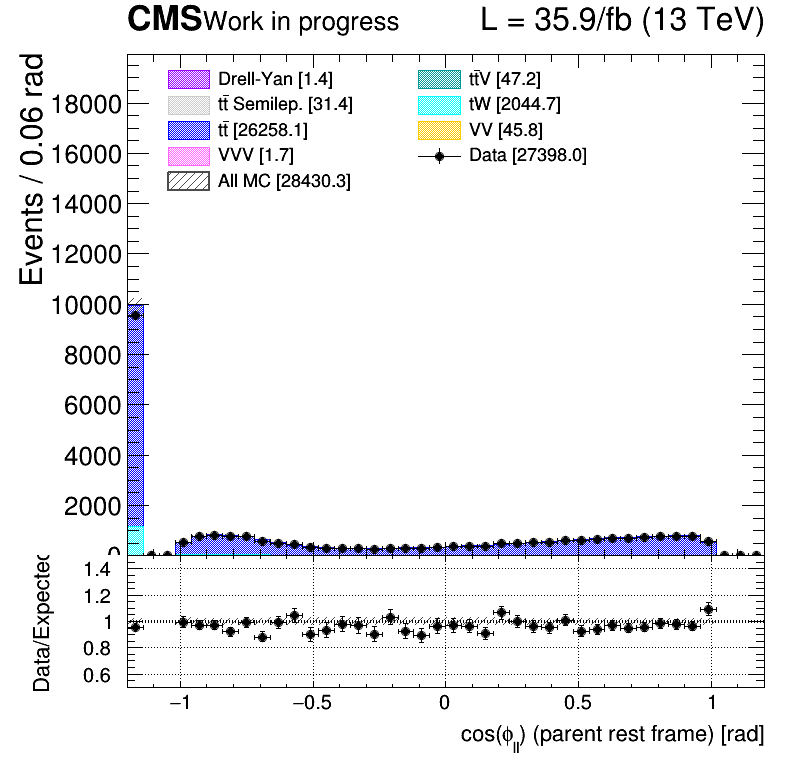 CMS Work in progress L = 35.9/fb (13 TeV)
Events / 0.06 rad
Drell-Yan [1.4] tt̄V [47.2]
tt̄ Semilep. [31.4] tW [2044.7]
tt̄ [26258.1] VV [45.8]
VVV [1.7] Data [27398.0]
All MC [28430.3]
18000
16000
14000
12000
10000
8000
6000
4000
2000
0
Data/Expected
1.4
1.2
1
0.8
0.6
−1 −0.5 0 0.5 1
cos(ϕ_ll) (parent rest frame) [rad]